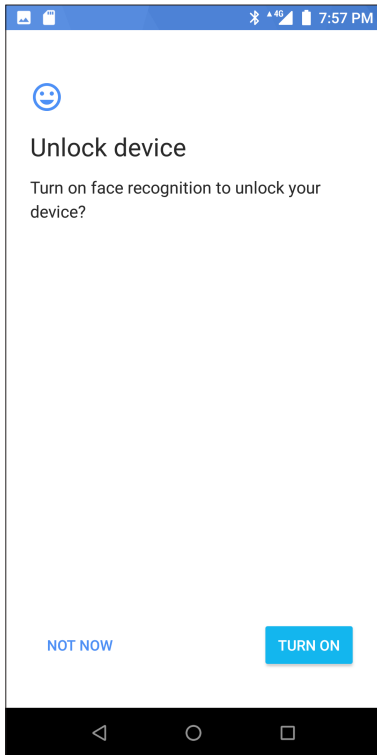 4G 7:57 PM
Unlock device
Turn on face recognition to unlock your
device?
NOT NOW TURN ON